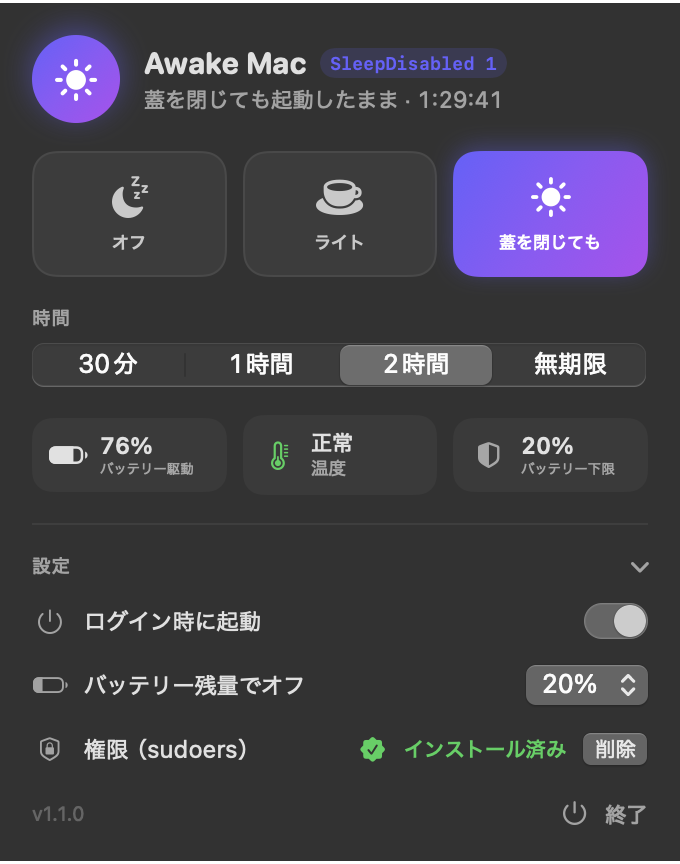 Awake Mac SleepDisabled 1
蓋を閉じても起動したまま · 1:29:41
z z z
オフ
ライト
蓋を閉じても
時間
30分 1時間 2時間 無期限
76%
バッテリー駆動
正常
温度
20%
バッテリー下限
設定
ログイン時に起動
バッテリー残量でオフ 20%
権限（sudoers） インストール済み 削除
v1.1.0 終了